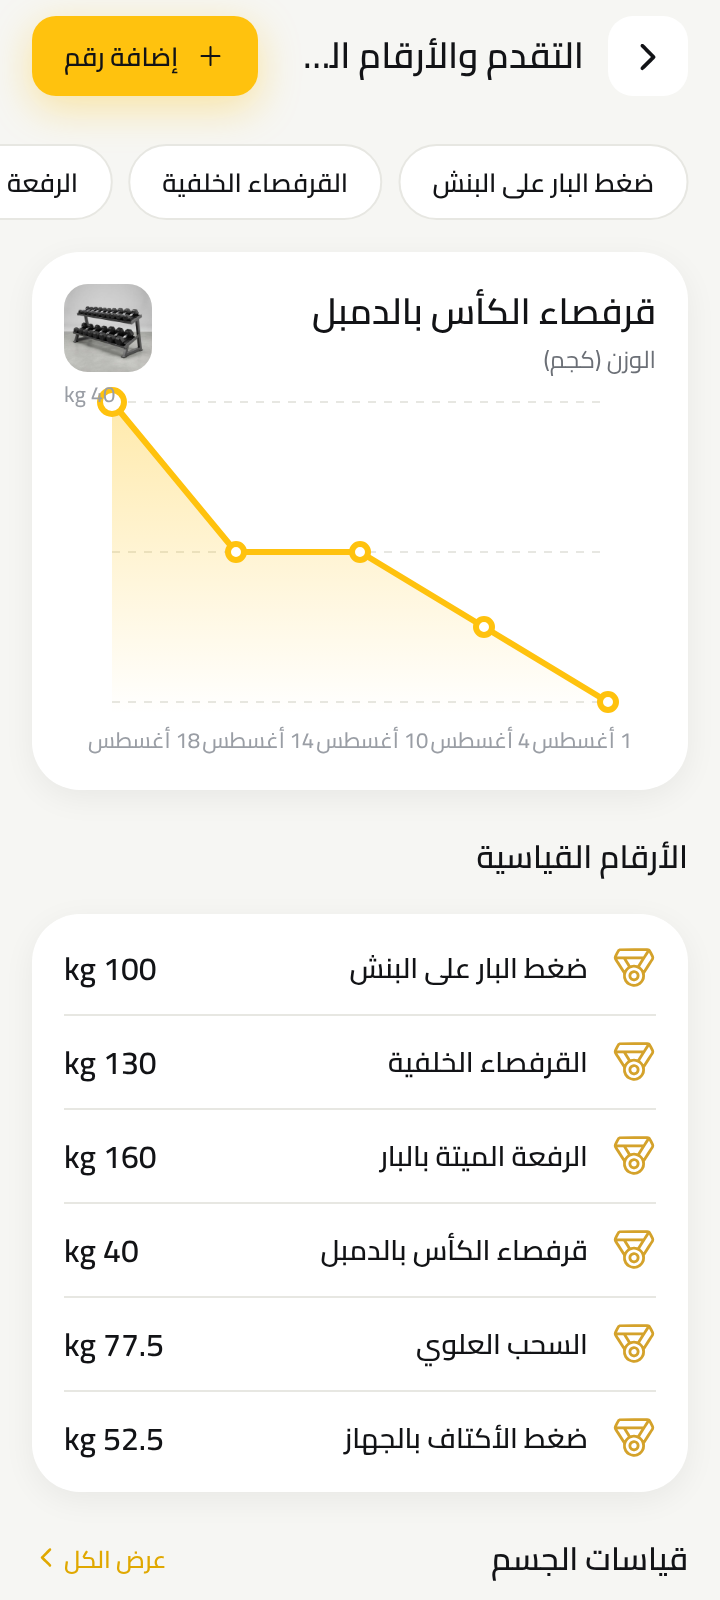 التقدم والأرقام الـ...
إضافة رقم
ضغط البار على البنش
القرفصاء الخلفية
الرفعة
قرفصاء الكأس بالدمبل
الوزن (كجم)
40 kg
1 أغسطس
4 أغسطس
10 أغسطس
14 أغسطس
18 أغسطس
الأرقام القياسية
ضغط البار على البنش 100 kg
القرفصاء الخلفية 130 kg
الرفعة الميتة بالبار 160 kg
قرفصاء الكأس بالدمبل 40 kg
السحب العلوي 77.5 kg
ضغط الأكتاف بالجهاز 52.5 kg
قياسات الجسم
عرض الكل